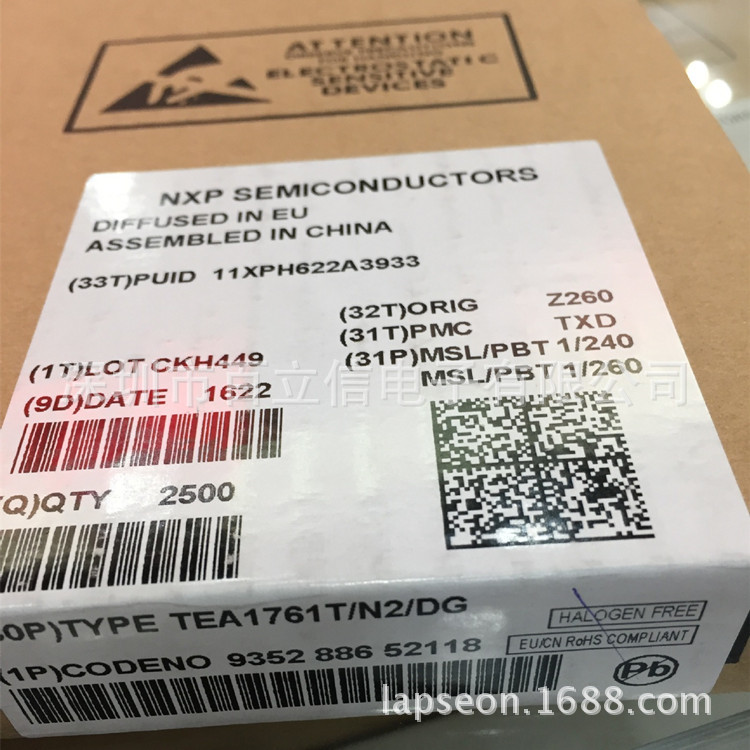 ATTENTION
ELECTROSTATIC
SENSITIVE
DEVICES
NXP SEMICONDUCTORS
DIFFUSED IN EU
ASSEMBLED IN CHINA
(33T)PUID 11XPH622A3933
(32T)ORIG Z260
(31T)PMC TXD
(1T)LOT CKH449
(31P)MSL/PBT 1/240
MSL/PBT 1/260
(9D)DATE 1622
(Q)QTY 2500
0P)TYPE TEA1761T/N2/DG
HALOGEN FREE
(1P)CODENO 9352 886 52118
EU/CN RoHS COMPLIANT
Pb
lapseon.1688.com